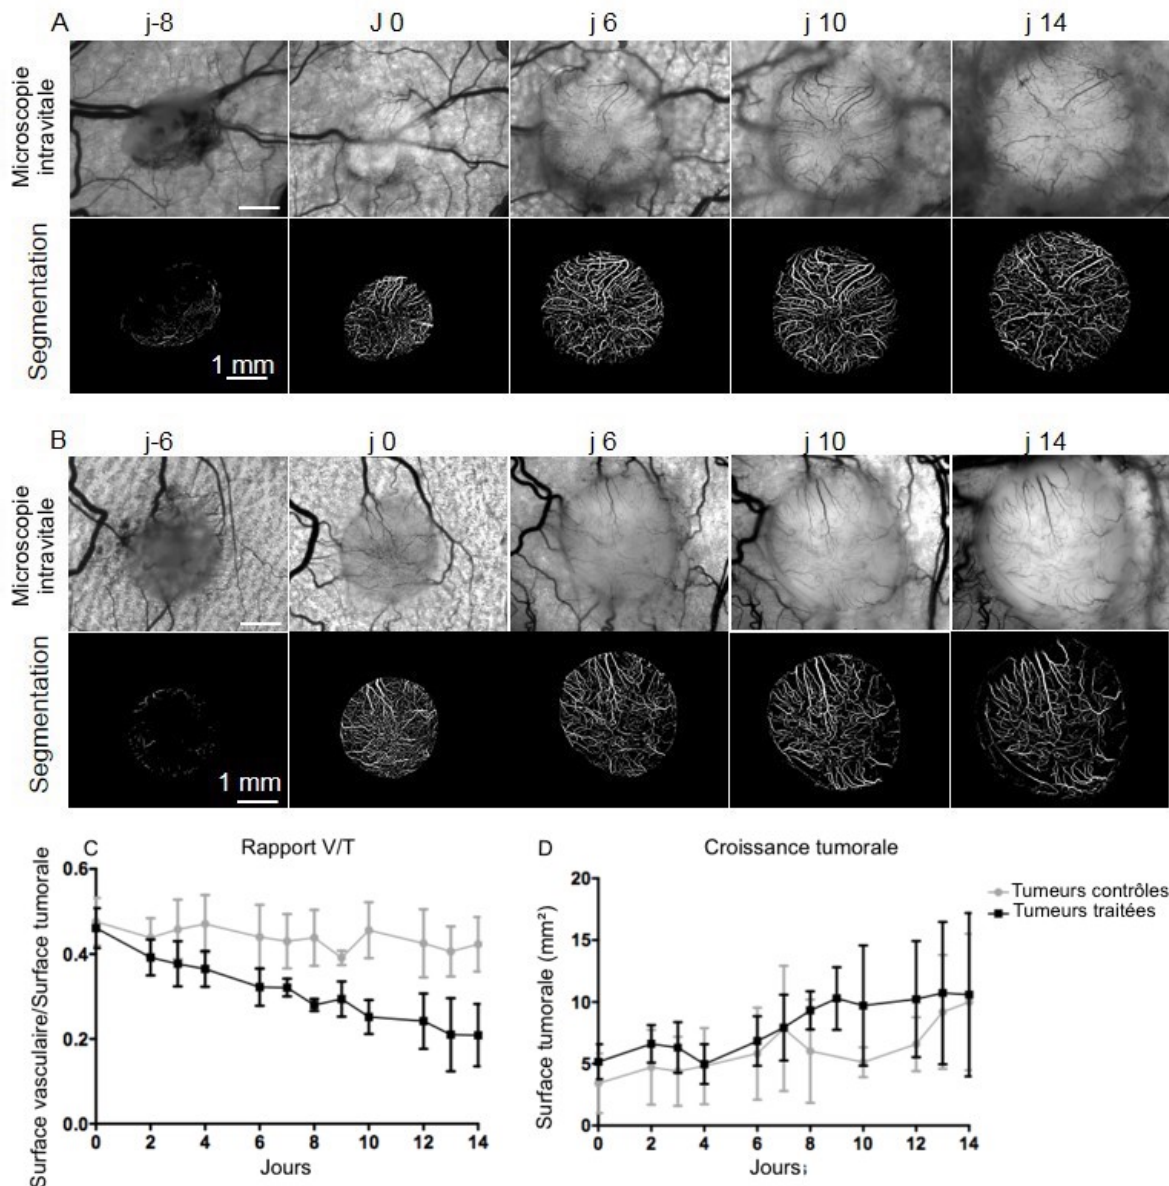 A
j-8
J 0
j 6
j 10
j 14
Microscopie
intravitale
Segmentation
1 mm
B
j-6
j 0
j 6
j 10
j 14
Microscopie
intravitale
Segmentation
1 mm
C
Rapport V/T
Surface vasculaire/Surface tumorale
0.6
0.4
0.2
0.0
0 2 4 6 8 10 12 14
Jours
D
Croissance tumorale
Surface tumorale (mm²)
20
15
10
5
0
0 2 4 6 8 10 12 14
Jours
Tumeurs contrôles
Tumeurs traitées